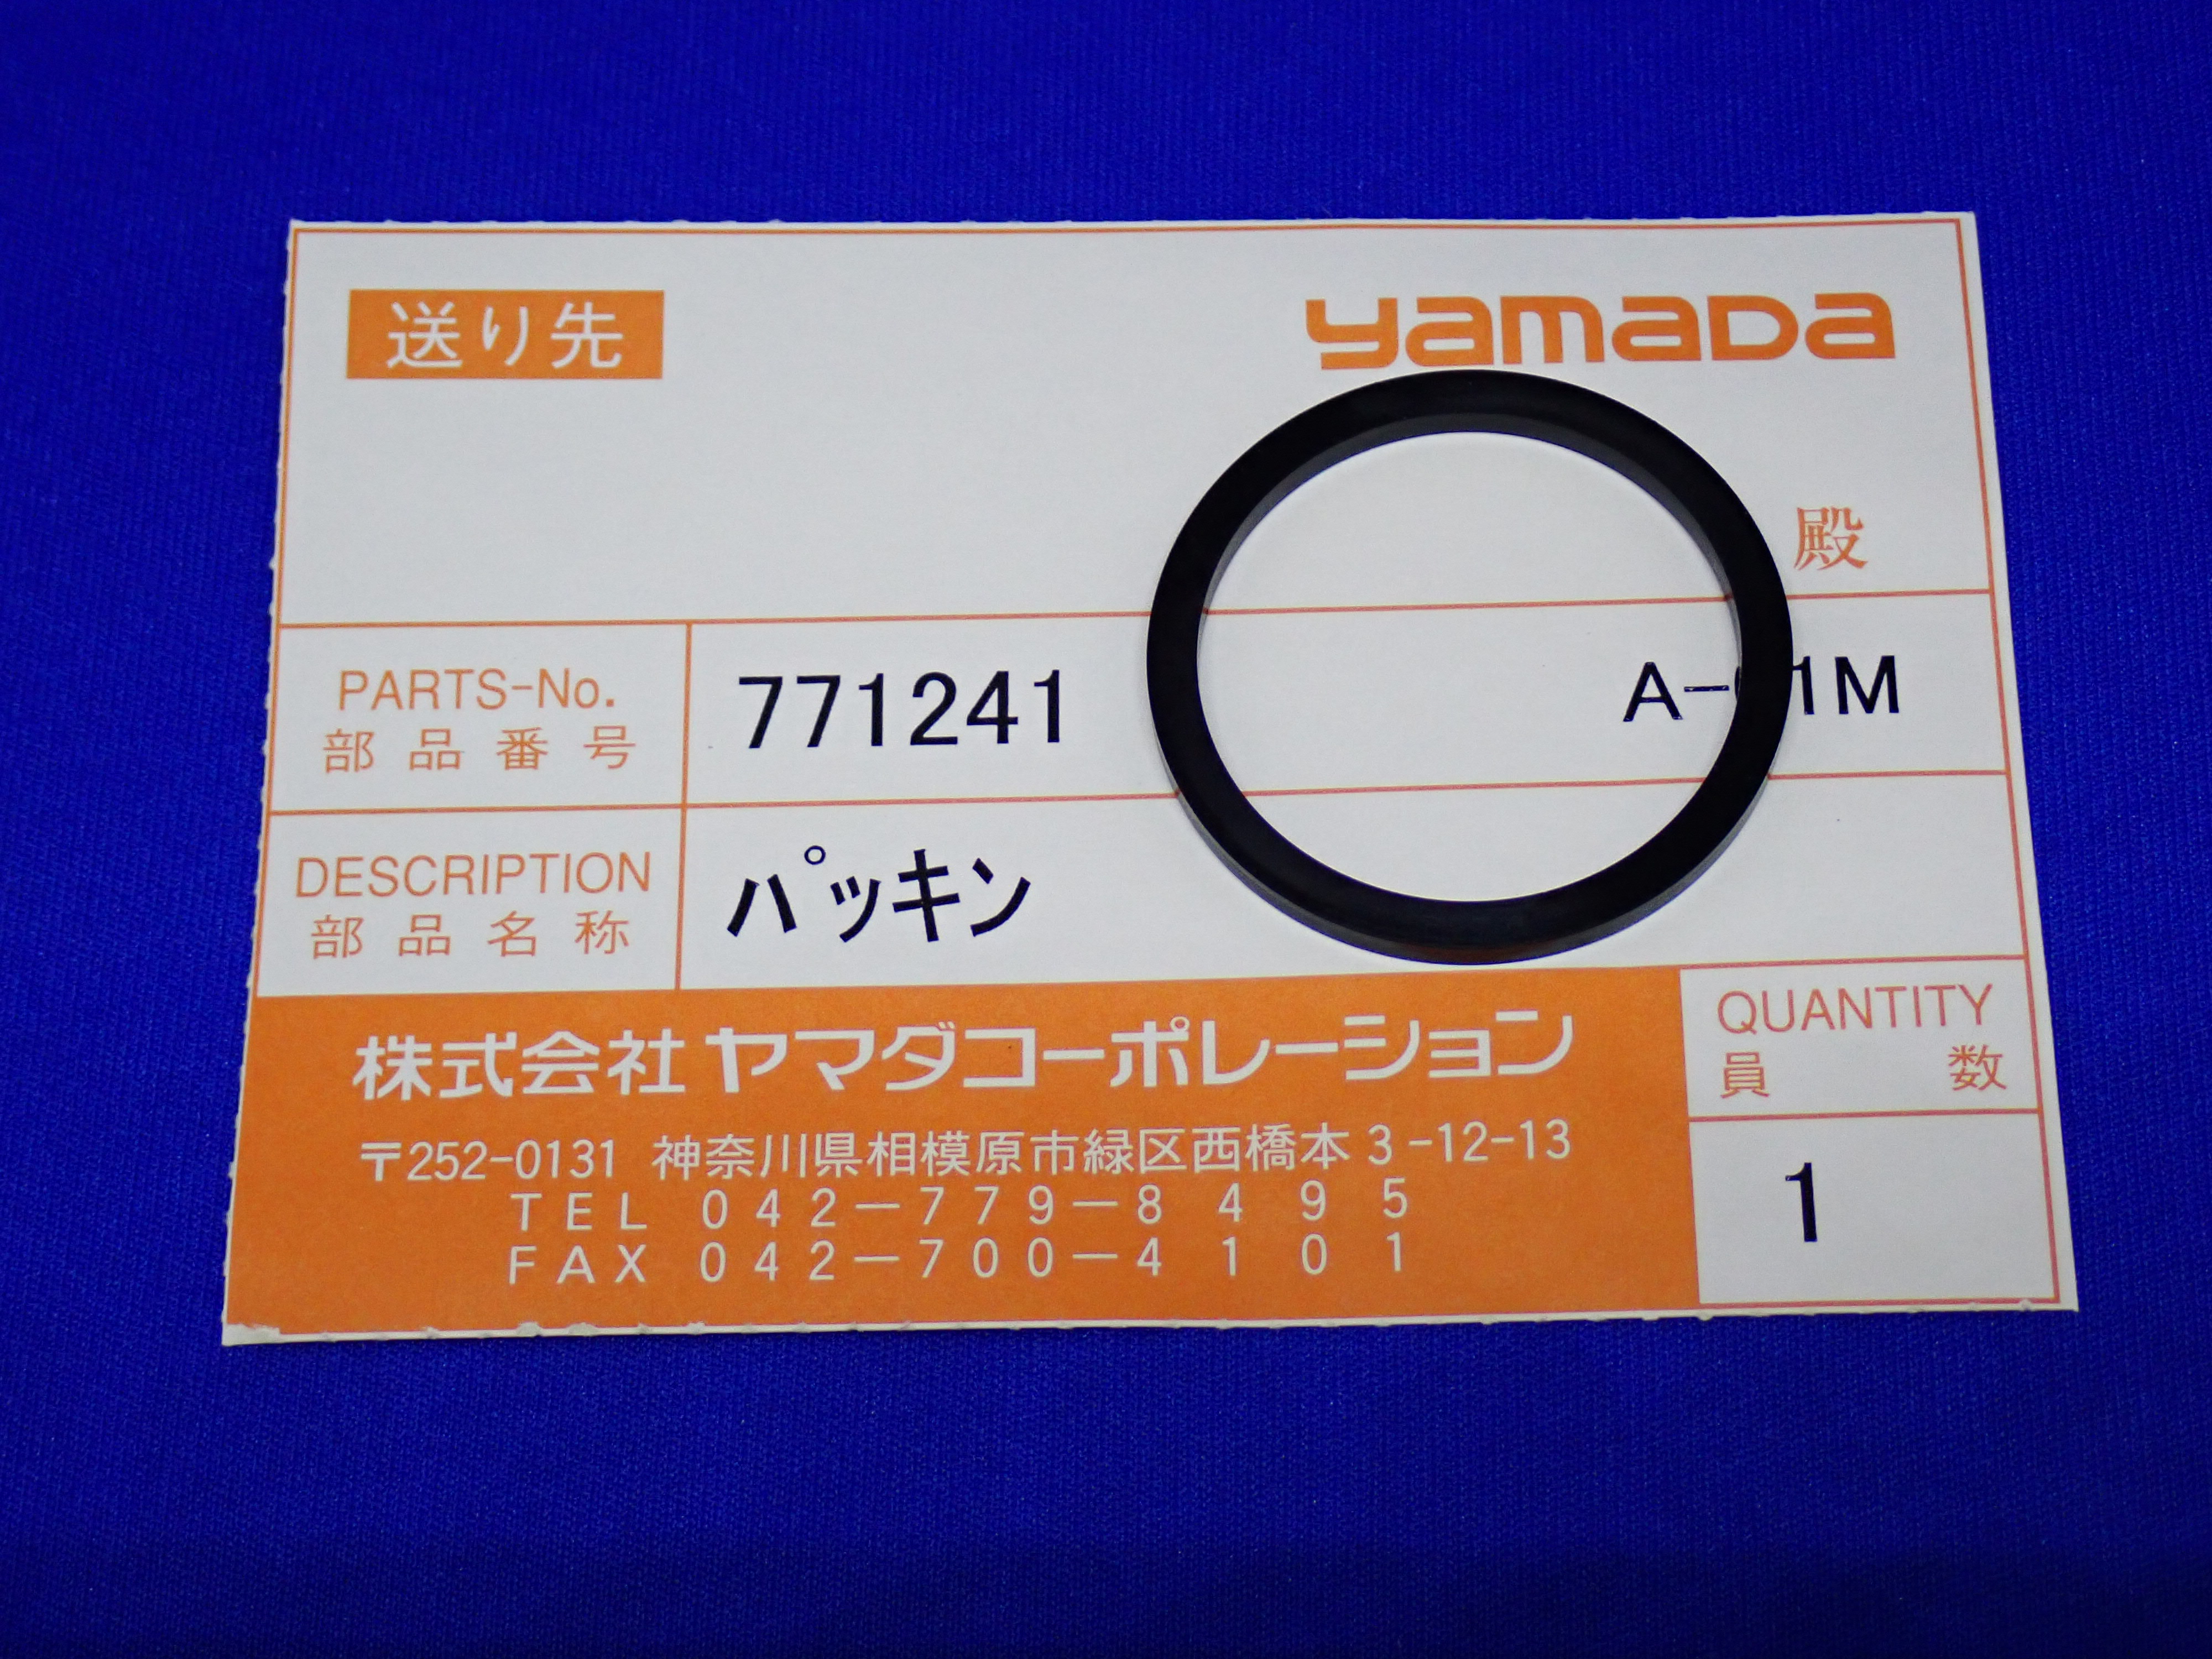 送り先
yamada
殿
PARTS-No.
部品番号
771241
DESCRIPTION
部品名称
パッキン
株式会社ヤマダコーポレーション
〒252-0131 神奈川県相模原市緑区西橋本3-12-13
TEL 042-779-8495
FAX 042-700-4101
QUANTITY
員数
1